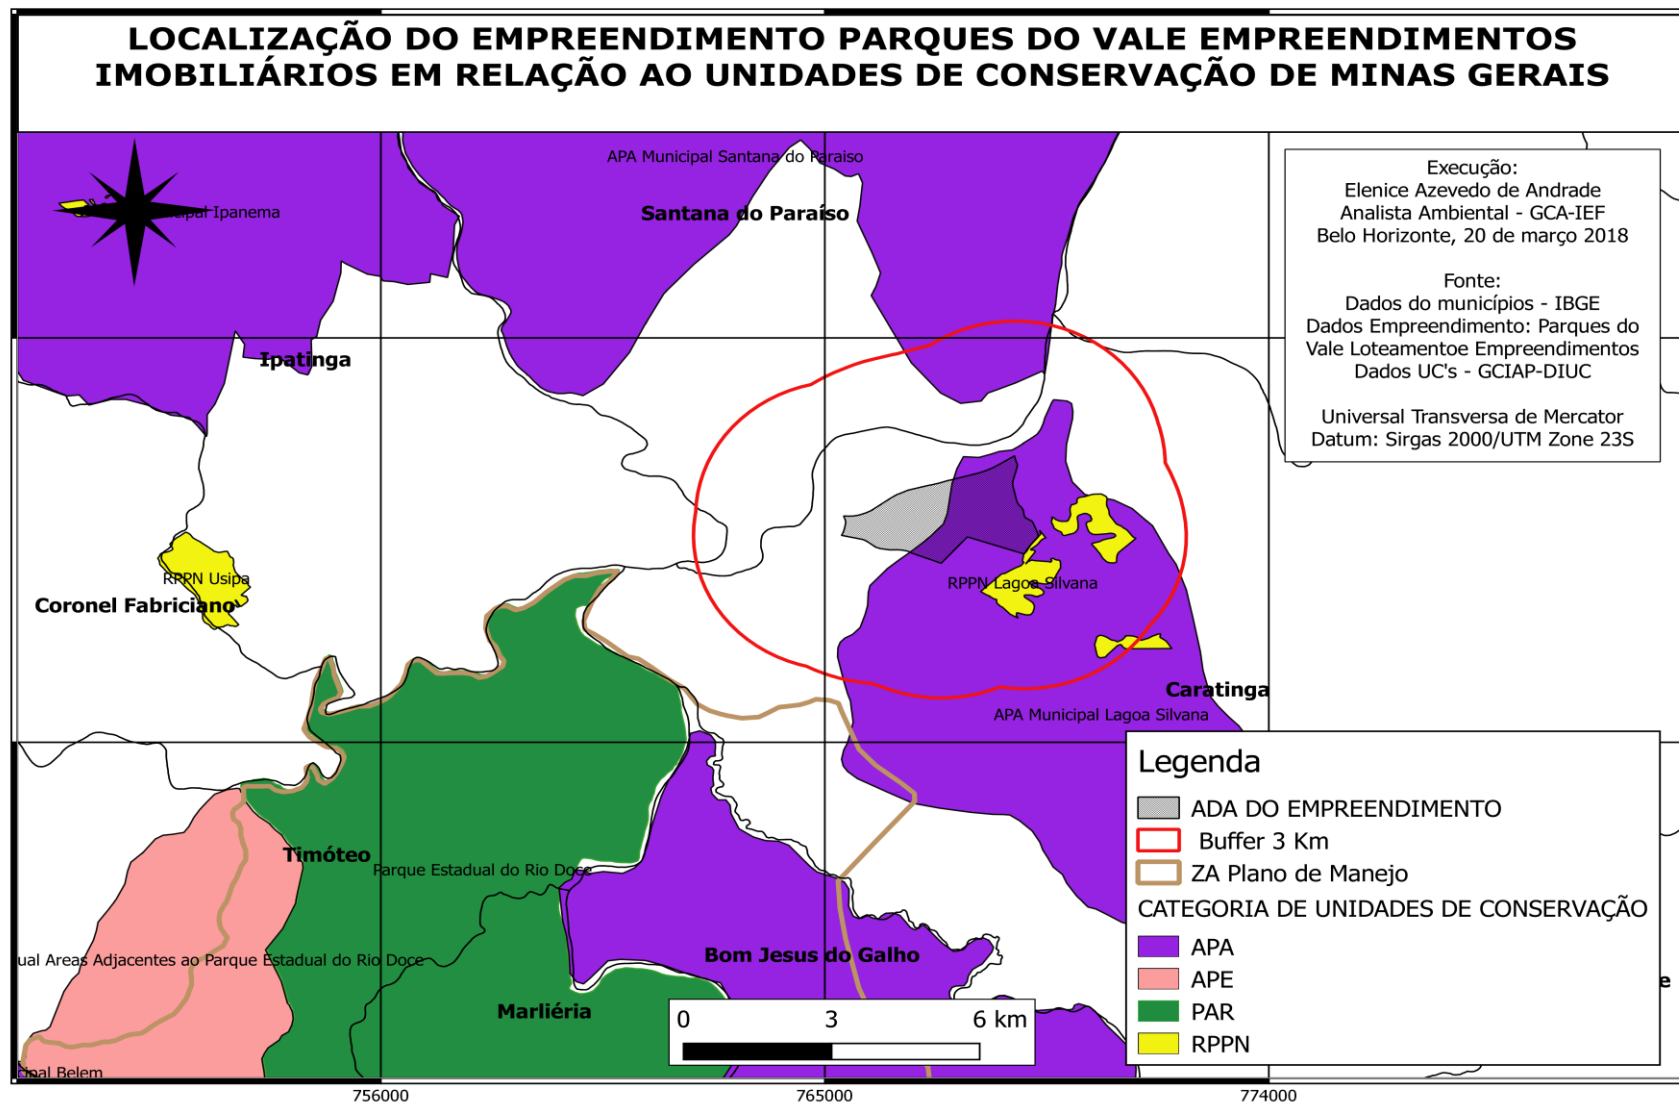 LOCALIZAÇÃO DO EMPREENDIMENTO PARQUES DO VALE EMPREENDIMENTOS
IMOBILIÁRIOS EM RELAÇÃO AO UNIDADES DE CONSERVAÇÃO DE MINAS GERAIS
APA Municipal Santana do Paraiso
Santana do Paraíso
Ipanema
Execução:
Elenice Azevedo de Andrade
Analista Ambiental - GCA-IEF
Belo Horizonte, 20 de março 2018
Fonte:
Dados do municípios - IBGE
Dados Empreendimento: Parques do
Vale Loteamentoe Empreendimentos
Dados UC's - GCIAP-DIUC
Universal Transversa de Mercator
Datum: Sirgas 2000/UTM Zone 23S
Ipatinga
RPPN Usipa
Coronel Fabriciano
RPPN Lagoa Silvana
Caratinga
APA Municipal Lagoa Silvana
Timóteo
Parque Estadual do Rio Doce
ual Areas Adjacentes ao Parque Estadual do Rio Doce
Bom Jesus do Galho
Marliéria
cipal Belem
Legenda
ADA DO EMPREENDIMENTO
Buffer 3 Km
ZA Plano de Manejo
CATEGORIA DE UNIDADES DE CONSERVAÇÃO
APA
APE
PAR
RPPN
e
0 3 6 km
756000 765000 774000